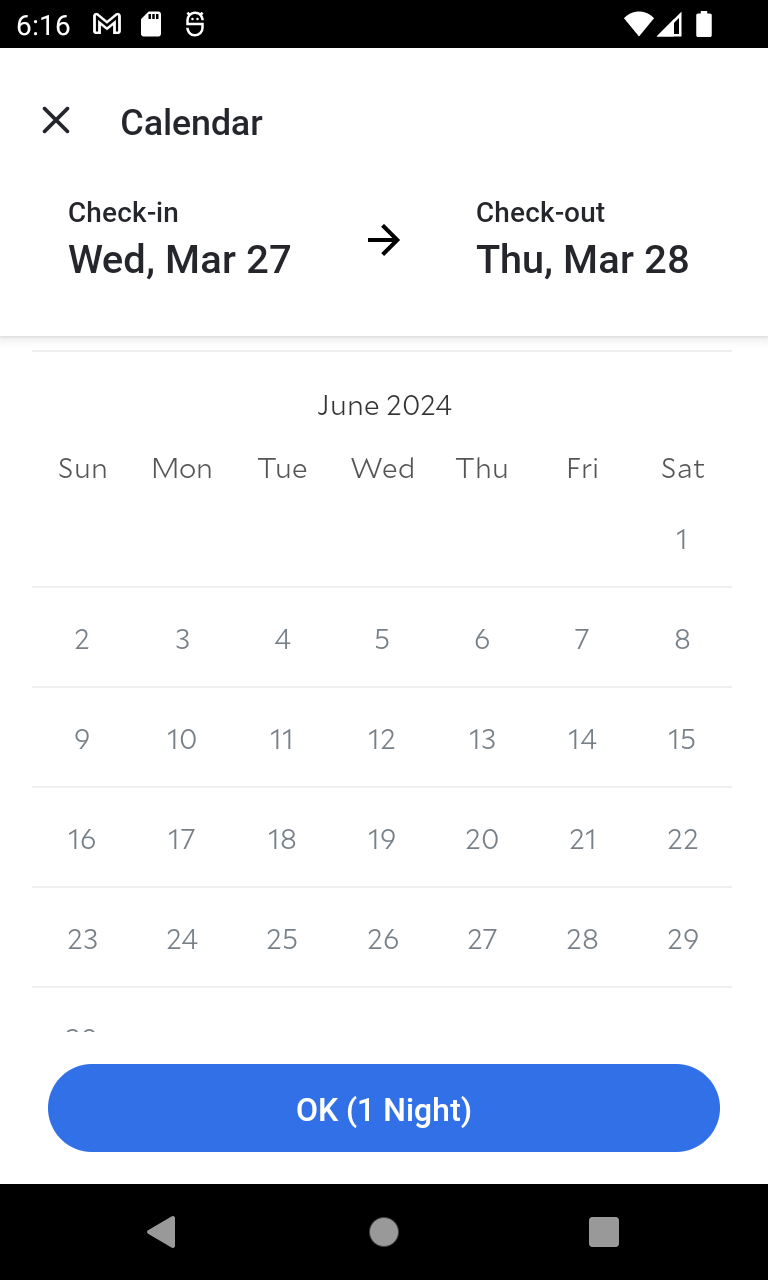 6:16
Calendar
Check-in
Wed, Mar 27
Check-out
Thu, Mar 28
June 2024
Sun Mon Tue Wed Thu Fri Sat
1
2 3 4 5 6 7 8
9 10 11 12 13 14 15
16 17 18 19 20 21 22
23 24 25 26 27 28 29
OK (1 Night)